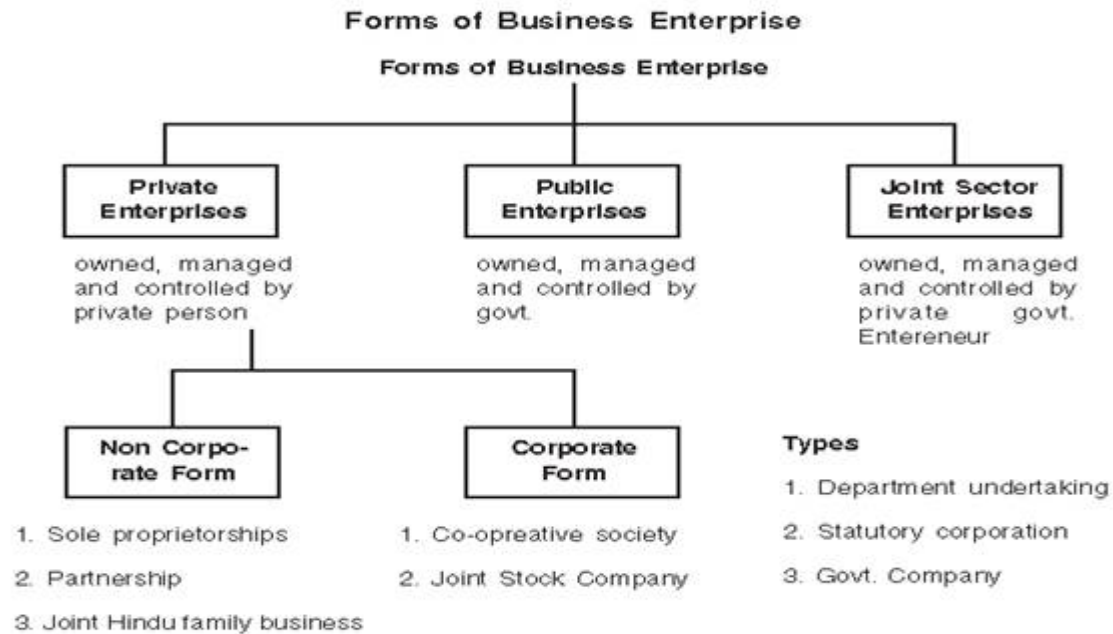 Forms of Business Enterprise
Forms of Business Enterprise
Private
Enterprises
owned, managed
and controlled by
private person
Public
Enterprises
owned, managed
and controlled by
govt.
Joint Sector
Enterprises
owned, managed
and controlled by
private govt.
Entereneur
Non Corpo-
rate Form
1. Sole proprietorships
2. Partnership
3. Joint Hindu family business
Corporate
Form
1. Co-opreative society
2. Joint Stock Company
Types
1. Department undertaking
2. Statutory corporation
3. Govt. Company